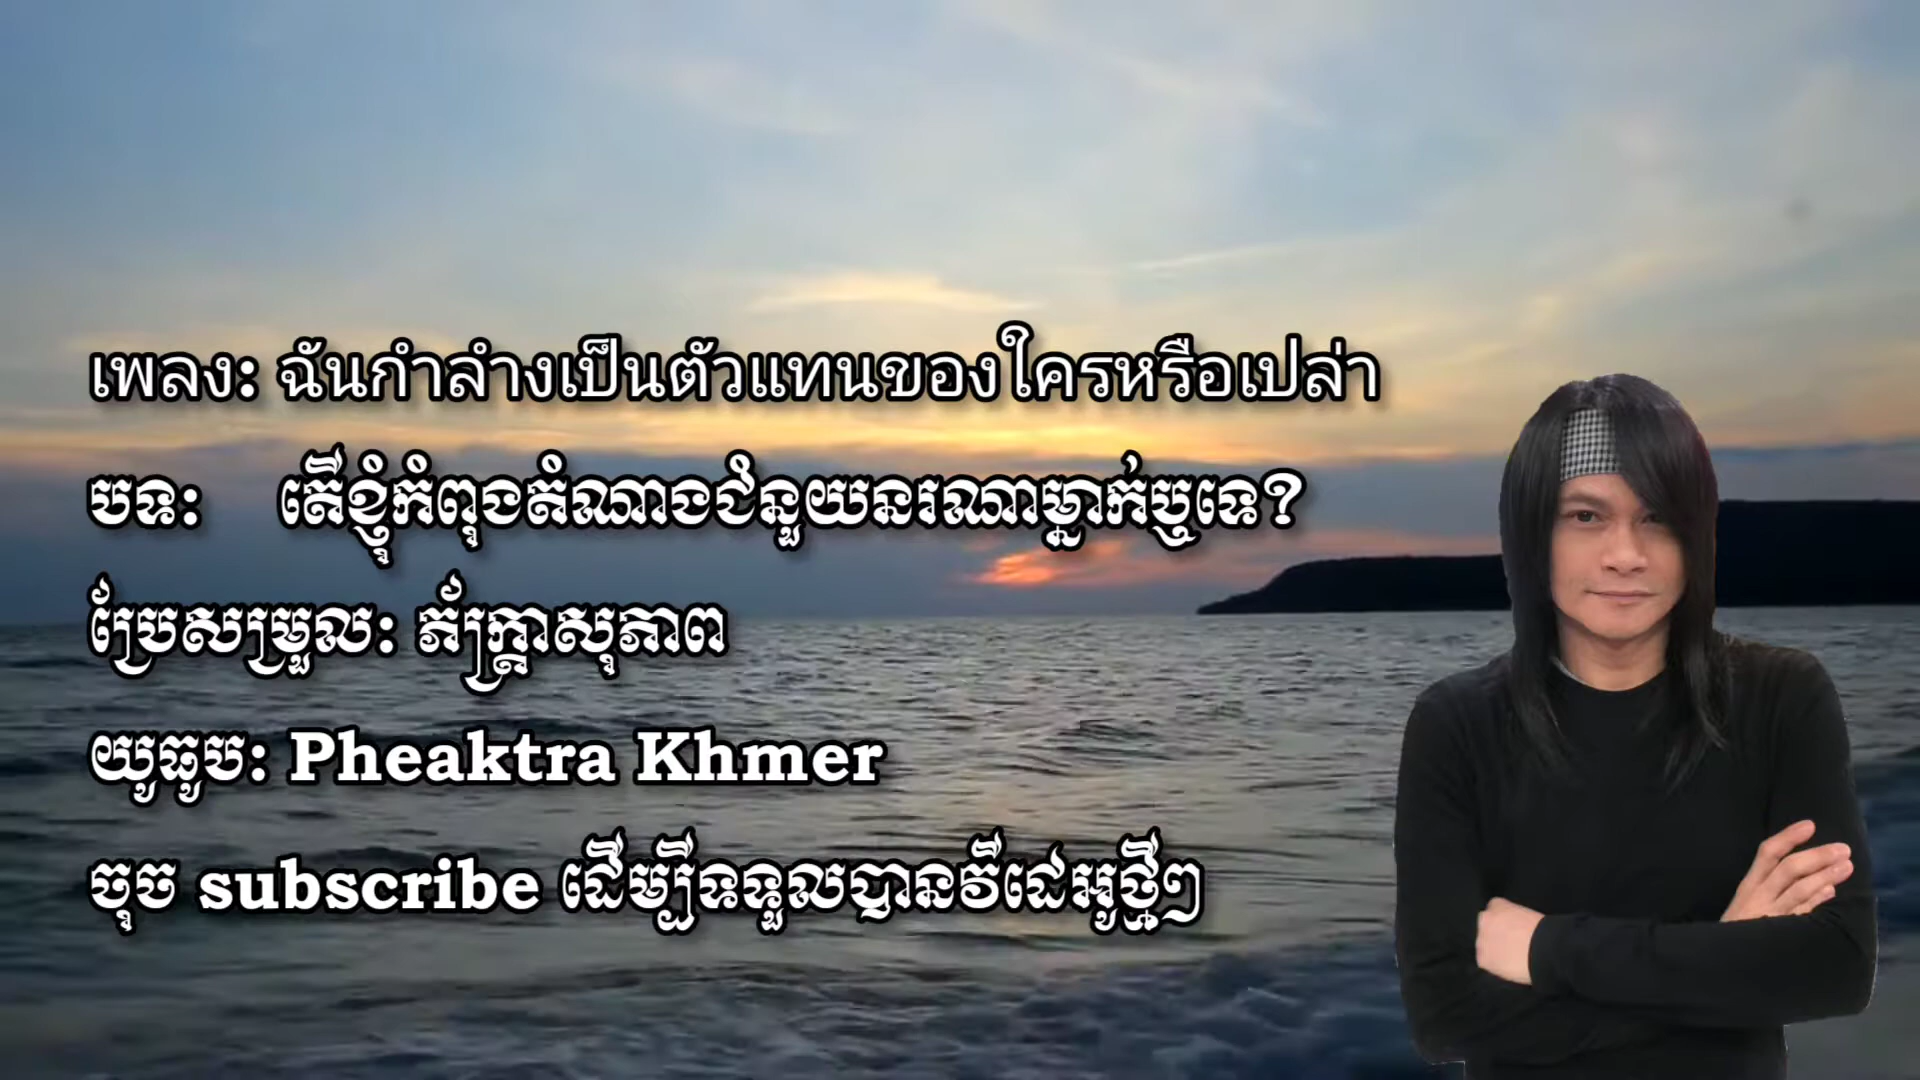 เพลง: ฉันกำลำงเป็นตัวแทนของใครหรือเปล่า
បទ: តើខ្ញុំកំពុងតំណាងជំនួយនរណាម្នាក់ឬទេ?
ប្រែសម្រួល: ភ័ក្ត្រាសុភាព
យូធូប: Pheaktra Khmer
ចុច subscribe ដើម្បីទទួលបានវីដេអូថ្មីៗ